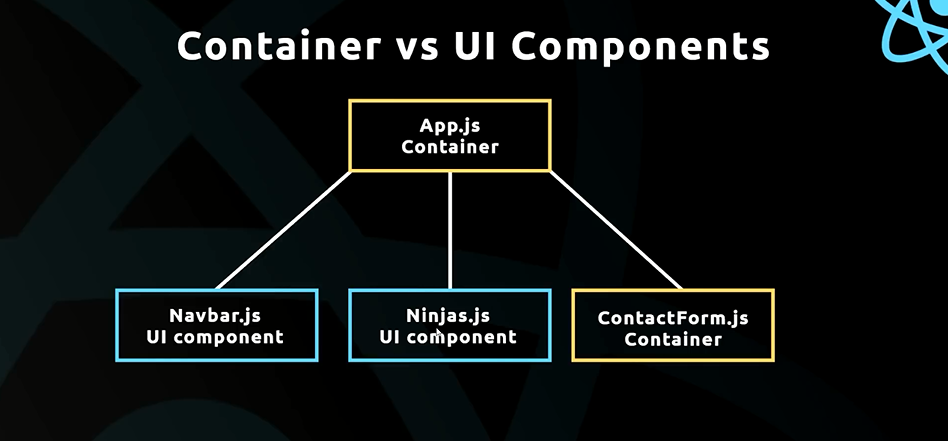 Container vs UI Components
App.js
Container
Navbar.js
UI component
Ninjas.js
UI component
ContactForm.js
Container